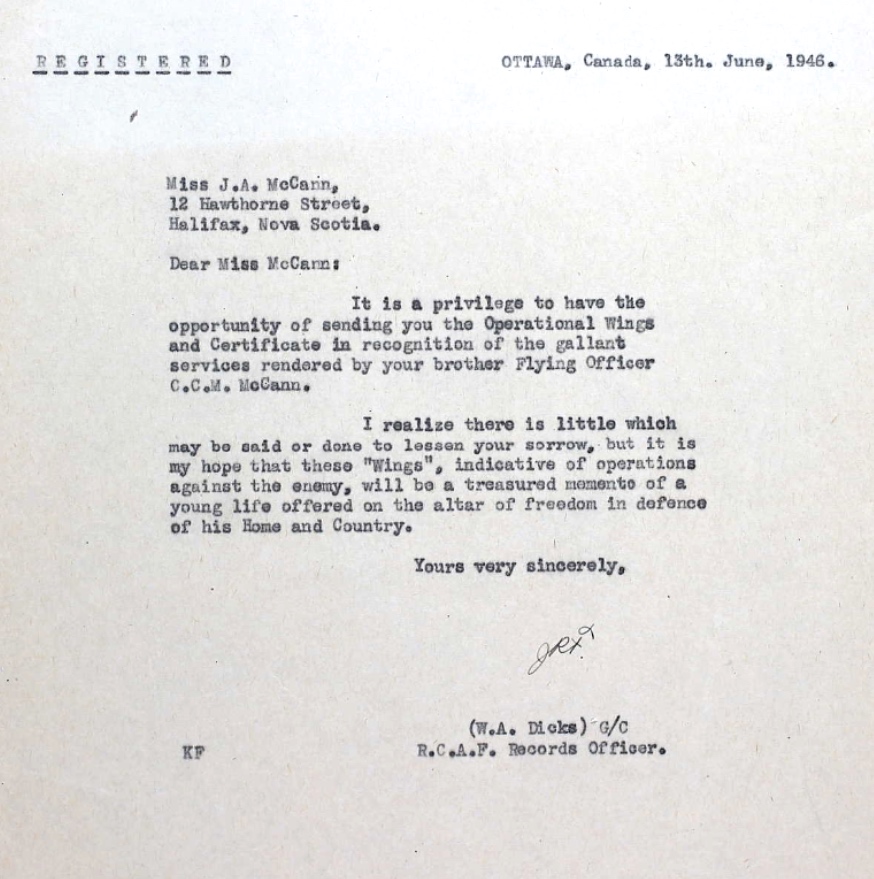 REGISTERED
OTTAWA, Canada, 13th. June, 1946.
Miss J.A. McCann,
12 Hawthorne Street,
Halifax, Nova Scotia.
Dear Miss McCann:
It is a privilege to have the
opportunity of sending you the Operational Wings
and Certificate in recognition of the gallant
services rendered by your brother Flying Officer
C.C.M. McCann.
I realize there is little which
may be said or done to lessen your sorrow, but it is
my hope that these "Wings", indicative of operations
against the enemy, will be a treasured memento of a
young life offered on the altar of freedom in defence
of his Home and Country.
Yours very sincerely,
(W.A. Dicks) G/C
KF R.C.A.F. Records Officer.